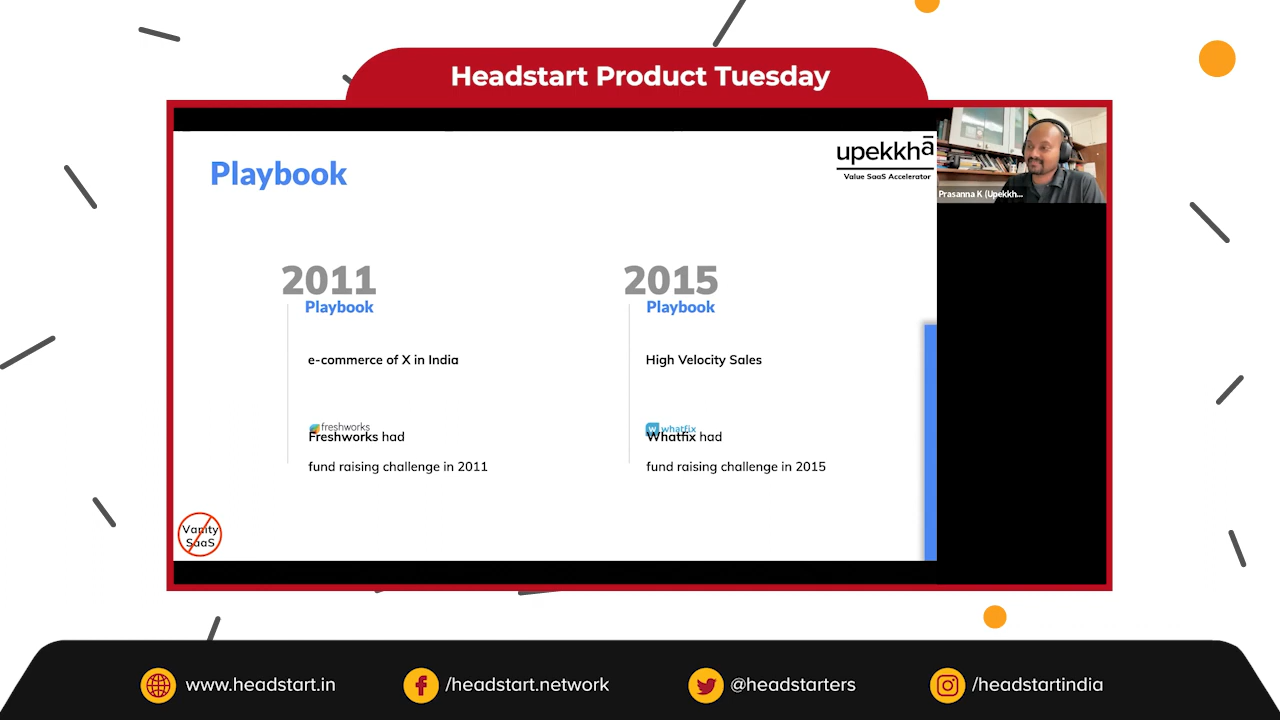 Headstart Product Tuesday
Playbook
upekkhā
Value SaaS Accelerator
Prasanna K (Upekkh...
2011
Playbook
e-commerce of X in India
freshworks
Freshworks had
fund raising challenge in 2011
2015
Playbook
High Velocity Sales
w whatfix
Whatfix had
fund raising challenge in 2015
Vanity
SaaS
www.headstart.in
/headstart.network
@headstarters
/headstartindia